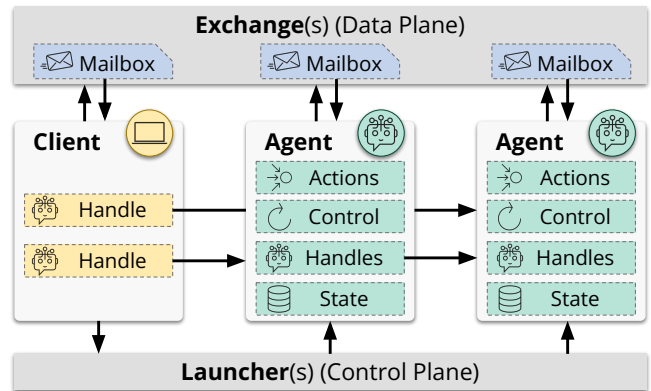 Exchange(s) (Data Plane)
Mailbox
Mailbox
Mailbox
Client
Handle
Handle
Agent
Actions
Control
Handles
State
Agent
Actions
Control
Handles
State
Launcher(s) (Control Plane)